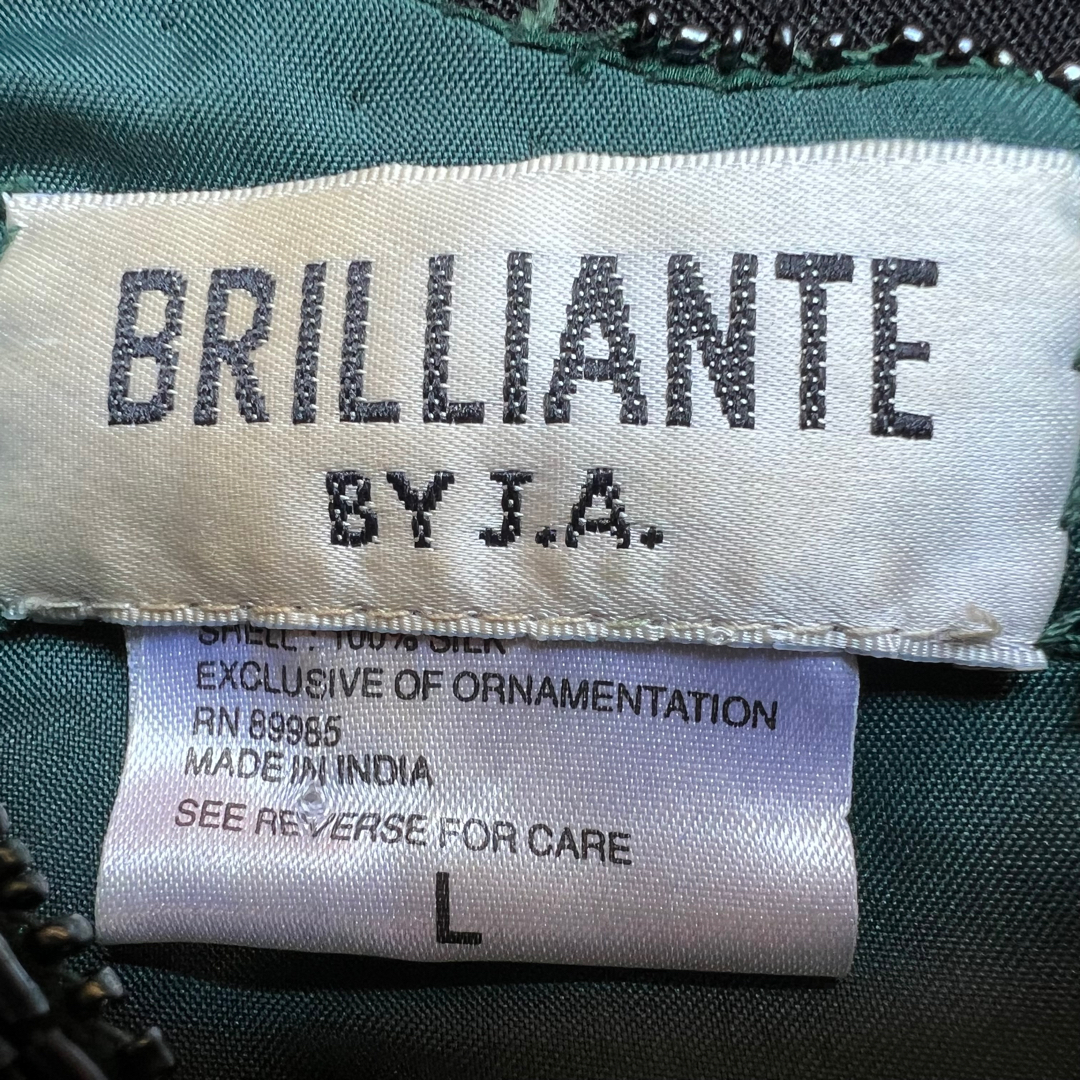 BRILLIANTE
BY J.A.
SHELL : 100% SILK
EXCLUSIVE OF ORNAMENTATION
RN 89985
MADE IN INDIA
SEE REVERSE FOR CARE
L